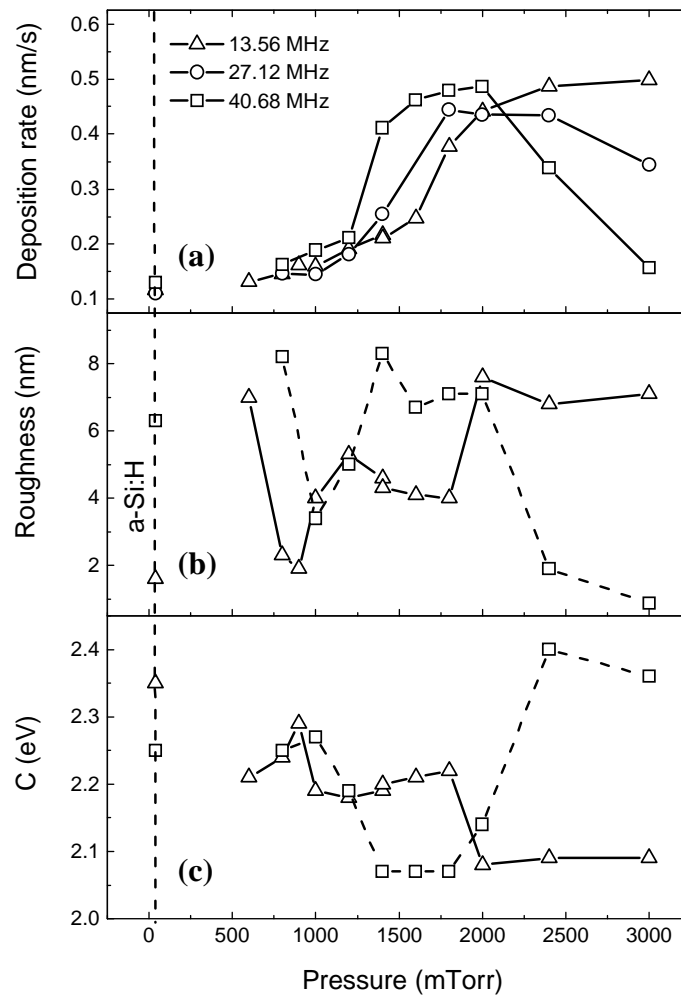 0.6
0.5
0.4
0.3
0.2
0.1
Deposition rate (nm/s)
13.56 MHz
27.12 MHz
40.68 MHz
(a)
8
6
4
2
Roughness (nm)
a-Si:H
(b)
2.4
2.3
2.2
2.1
2.0
C (eV)
(c)
0 500 1000 1500 2000 2500 3000
Pressure (mTorr)